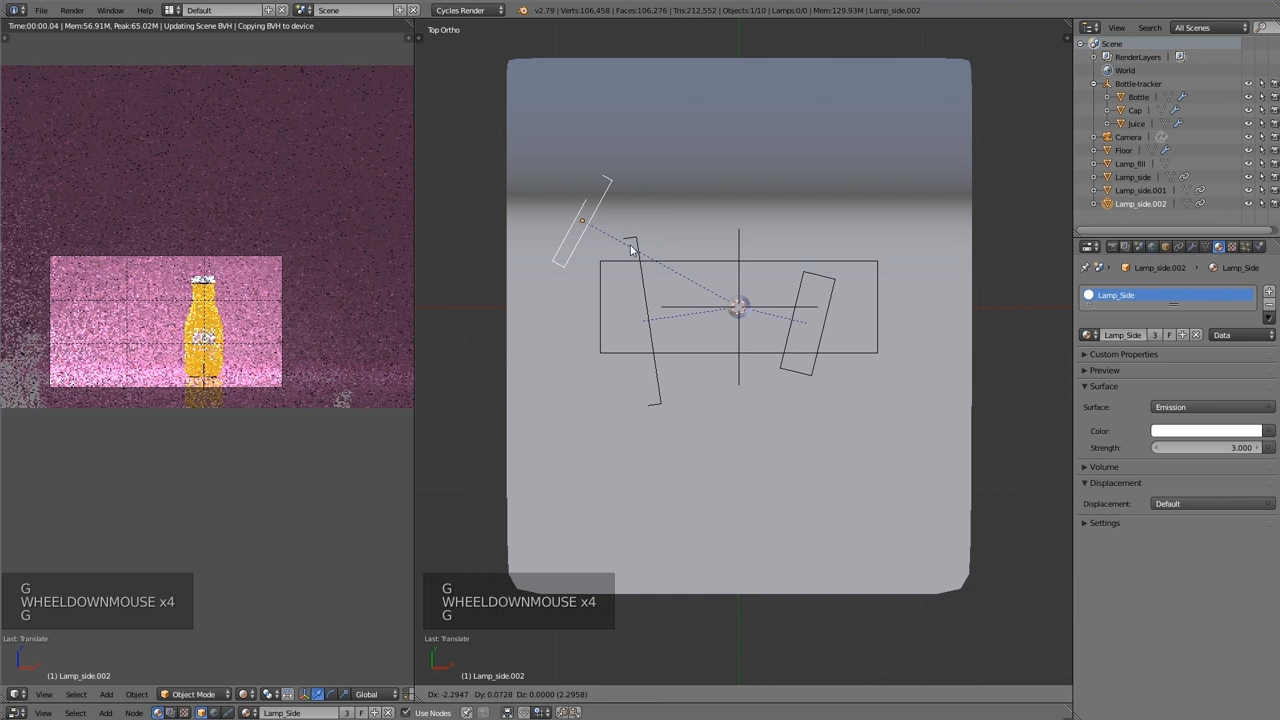 File Render Window Help Default Scene Cycles Render v2.79 | Verts:106,458 | Faces:106,276 | Tris:212,552 | Objects:1/10 | Lamps:0/0 | Mem:129.93M | Lamp_side.002
Time:00:00.04 | Mem:56.91M, Peak:65.02M | Updating Scene BVH | Copying BVH to device
Top Ortho
View Search All Scenes
Scene
RenderLayers
World
Bottle-tracker
Bottle
Cap
Juice
Camera
Floor
Lamp_fill
Lamp_side
Lamp_side.001
Lamp_side.002
Lamp_side.002 Lamp_Side
Lamp_Side
Lamp_Side 3 F Data
Custom Properties
Preview
Surface
Surface: Emission
Color:
Strength: 3.000
Volume
Displacement
Displacement: Default
Settings
G
WHEELDOWNMOUSE x4
G
Last: Translate
(1) Lamp_side.002
G
WHEELDOWNMOUSE x4
G
Last: Translate
(1) Lamp_side.002
View Select Add Object Object Mode Global
Dx: -2.2947 Dy: 0.0728 Dz: 0.0000 (2.2958)
View Select Add Node Lamp_Side 3 F Use Nodes